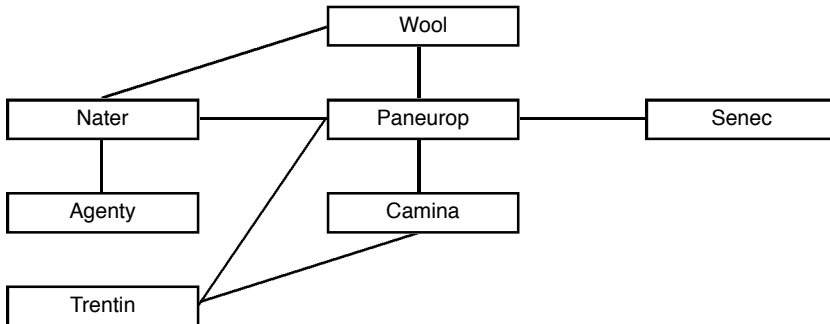 Wool
Nater
Paneurop
Senec
Agenty
Camina
Trentin